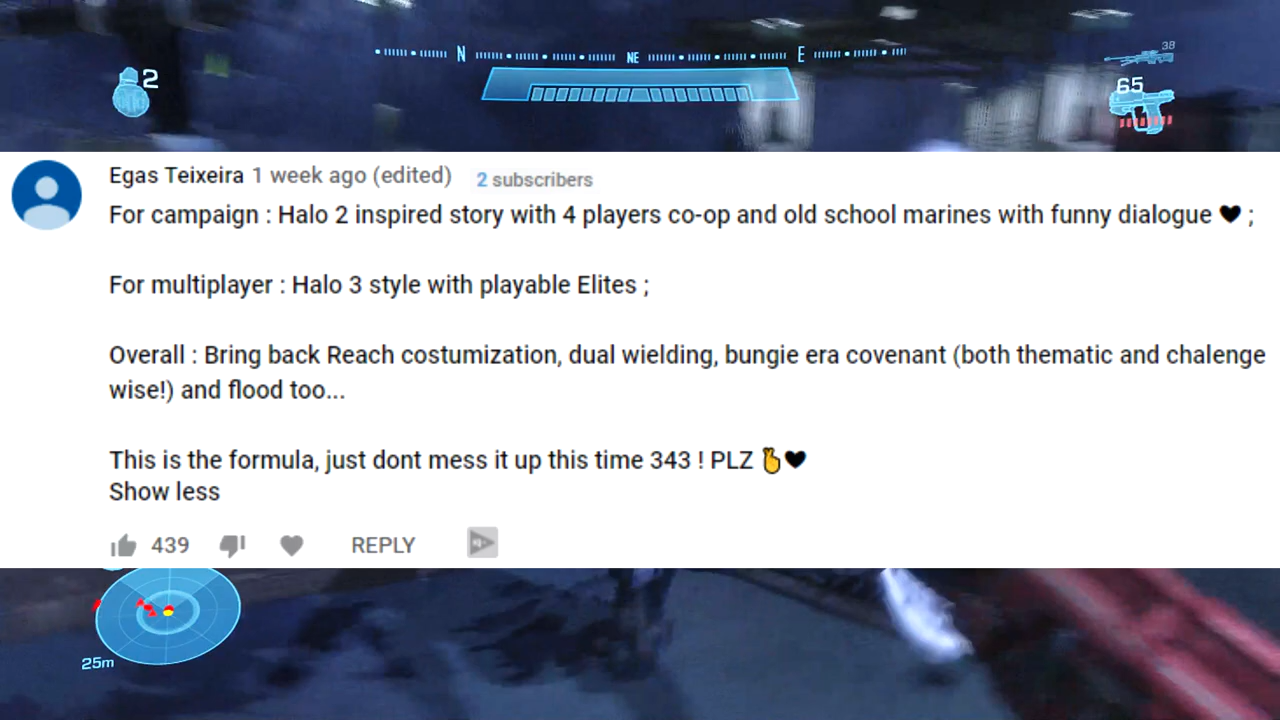 N NE E
2
38
65
Egas Teixeira 1 week ago (edited) 2 subscribers
For campaign : Halo 2 inspired story with 4 players co-op and old school marines with funny dialogue 🖤 ;
For multiplayer : Halo 3 style with playable Elites ;
Overall : Bring back Reach costumization, dual wielding, bungie era covenant (both thematic and chalenge
wise!) and flood too...
This is the formula, just dont mess it up this time 343 ! PLZ 🤞🖤
Show less
439 REPLY
25m